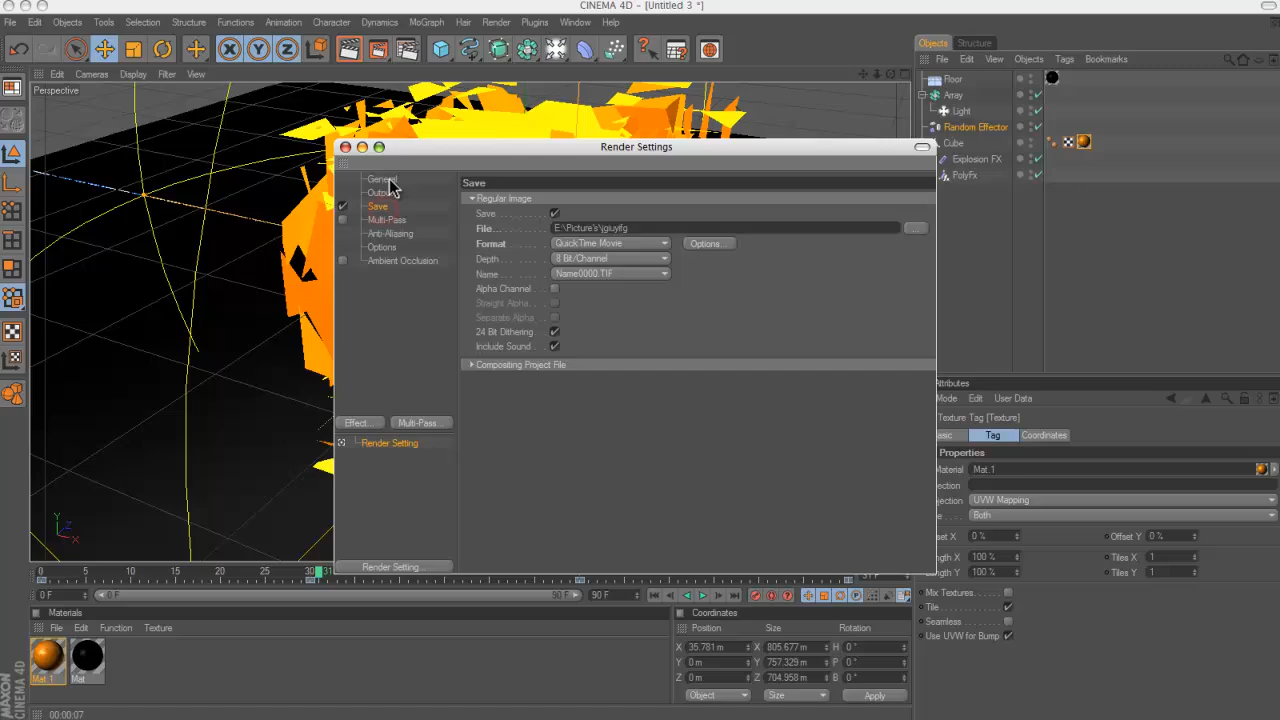 CINEMA 4D - [Untitled 3 *]
File Edit Objects Tools Selection Structure Functions Animation Character Dynamics MoGraph Hair Render Plugins Window Help
Objects Structure
File Edit View Objects Tags Bookmarks
Edit Cameras Display Filter View
Perspective
Floor
Array
Light
Random Effector
Cube
Explosion FX
PolyFx
Render Settings
General
Output
Save
Multi-Pass
Anti-Aliasing
Options
Ambient Occlusion
Effect... Multi-Pass...
Render Setting
Render Setting...
Save
Regular Image
Save
File... E:\Picture's\jgiuyifg ...
Format QuickTime Movie Options...
Depth 8 Bit/Channel
Name Name0000.TIF
Alpha Channel
Straight Alpha
Separate Alpha
24 Bit Dithering
Include Sound
Compositing Project File
Attributes
Mode Edit User Data
Texture Tag [Texture]
asic Tag Coordinates
Properties
Material Mat.1
ection
jection UVW Mapping
e Both
ffset X 0 % Offset Y 0 %
ength X 100 % Tiles X 1
ength Y 100 % Tiles Y 1
Mix Textures
Tile
Seamless
Use UVW for Bump
Y Z X
0 5 10 15 20 25 30 31
31 F
0 F 0 F 90 F 90 F
Materials
File Edit Function Texture
Mat.1 Mat
Coordinates
Position Size Rotation
X 35.781 m X 805.677 m H 0 °
Y 0 m Y 757.329 m P 0 °
Z 0 m Z 704.958 m B 0 °
Object Size Apply
MAXON CINEMA 4D
00:00:07